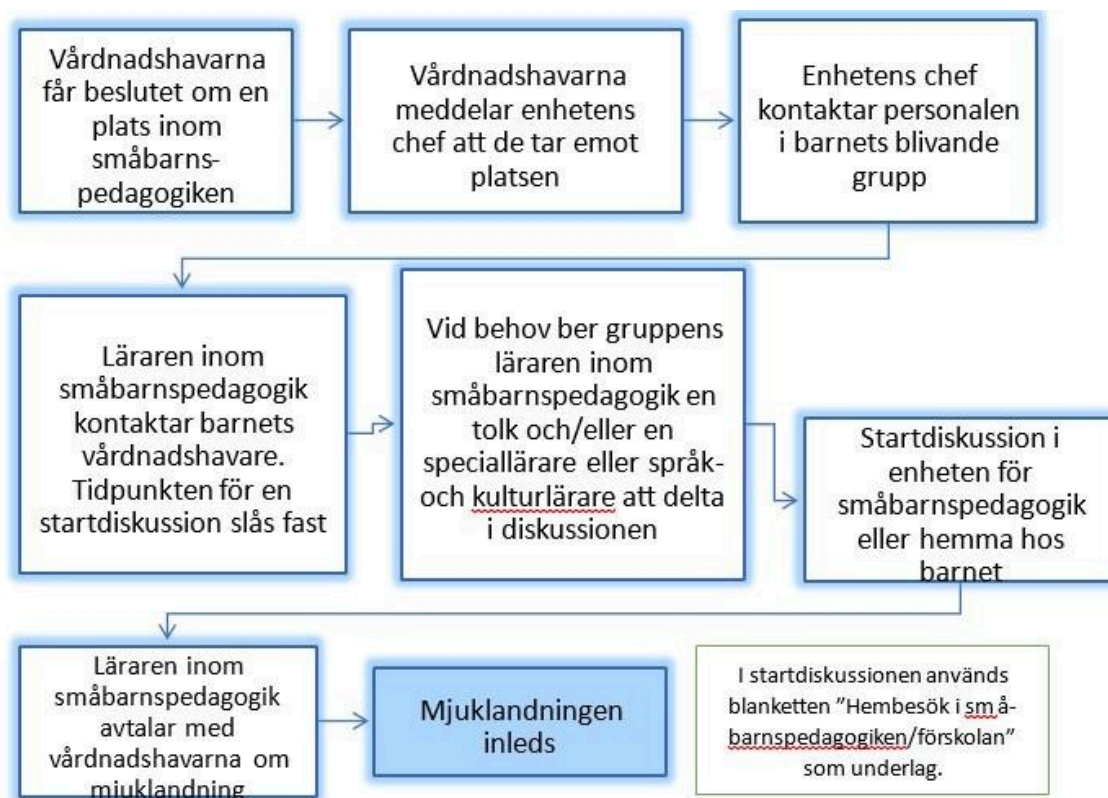 Vårdnadshavarna
får beslutet om en
plats inom
småbarns-
pedagogiken
Vårdnadshavarna
meddelar enhetens
chef att de tar emot
platsen
Enhetens chef
kontaktar personalen
i barnets blivande
grupp
Läraren inom
småbarnspedagogik
kontaktar barnets
vårdnadshavare.
Tidpunkten för en
startdiskussion slås fast
Vid behov ber gruppens
läraren inom
småbarnspedagogik en
tolk och/eller en
speciallärare eller språk-
och kulturlärare att delta
i diskussionen
Startdiskussion i
enheten för
småbarnspedagogik
eller hemma hos
barnet
Läraren inom
småbarnspedagogik
avtalar med
vårdnadshavarna om
mjuklandning
Mjuklandningen
inleds
I startdiskussionen används
blanketten ”Hembesök i små-
barnspedagogiken/förskolan”
som underlag.